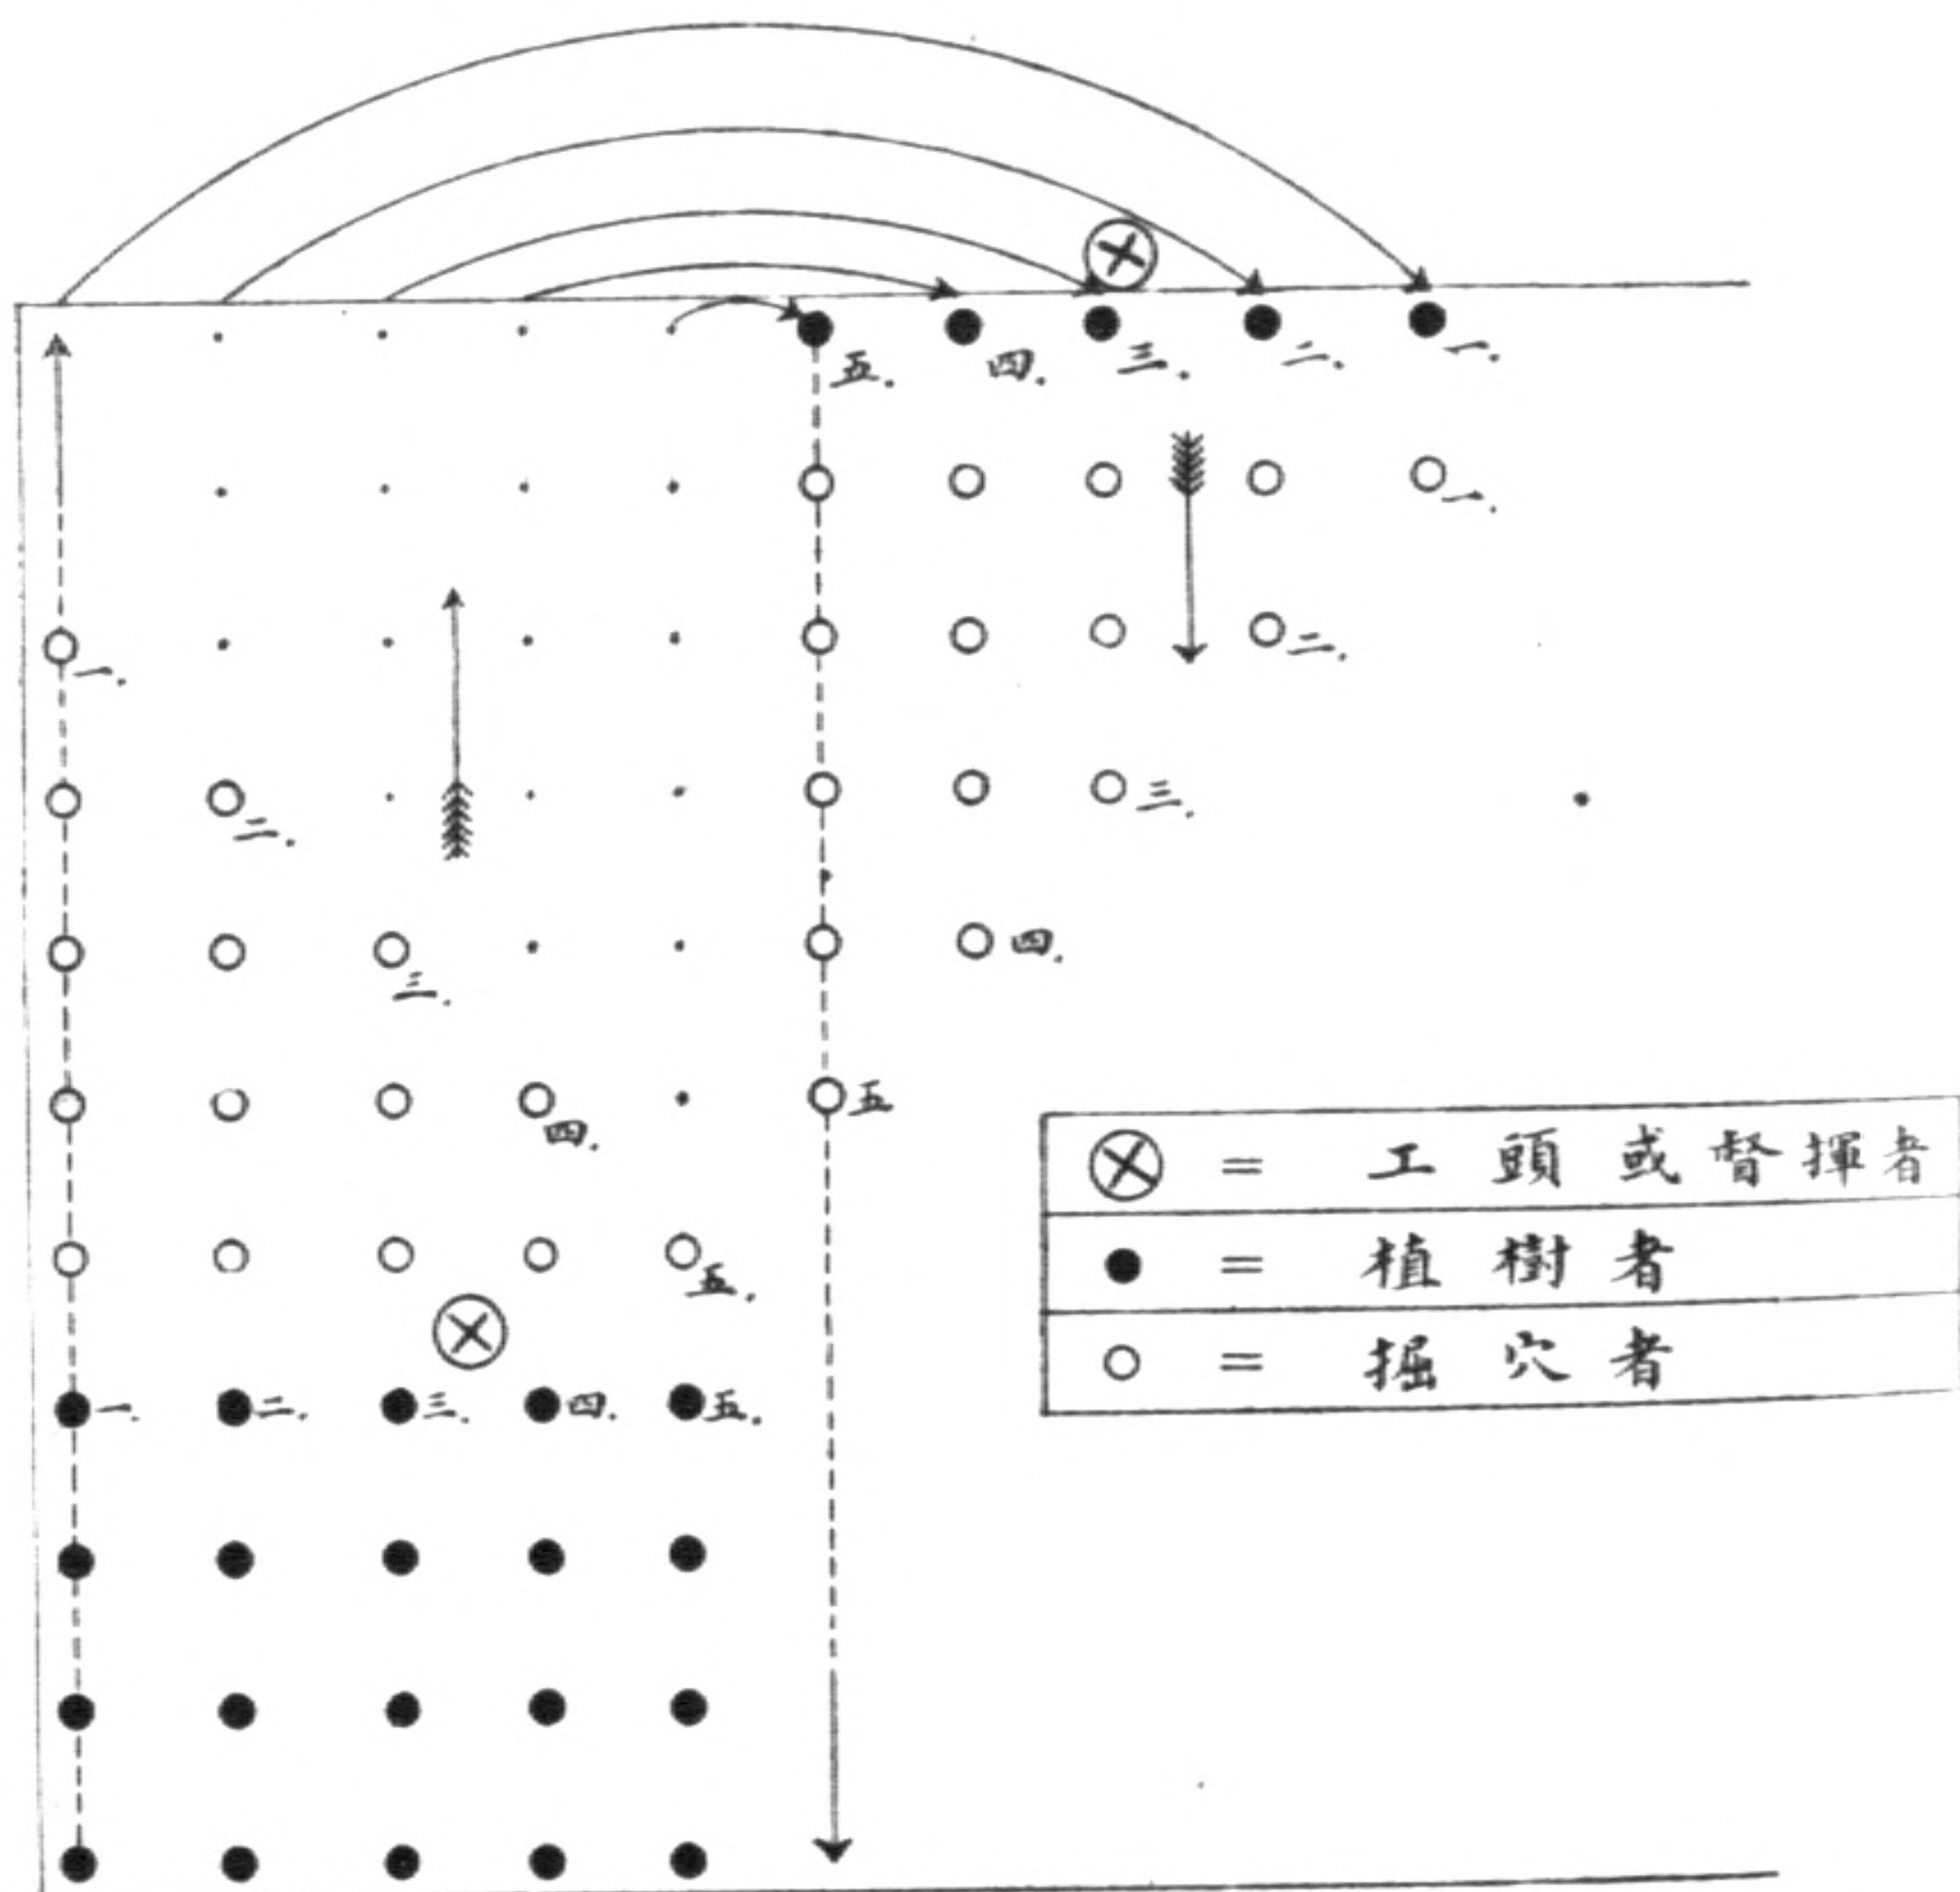 五. 四. 三. 二. 一.
一.
一.
二.
二.
三.
三.
四.
四.
五
五.
一. 二. 三. 四. 五.
⊗ = 工頭或督揮者
● = 植樹者
○ = 掘穴者